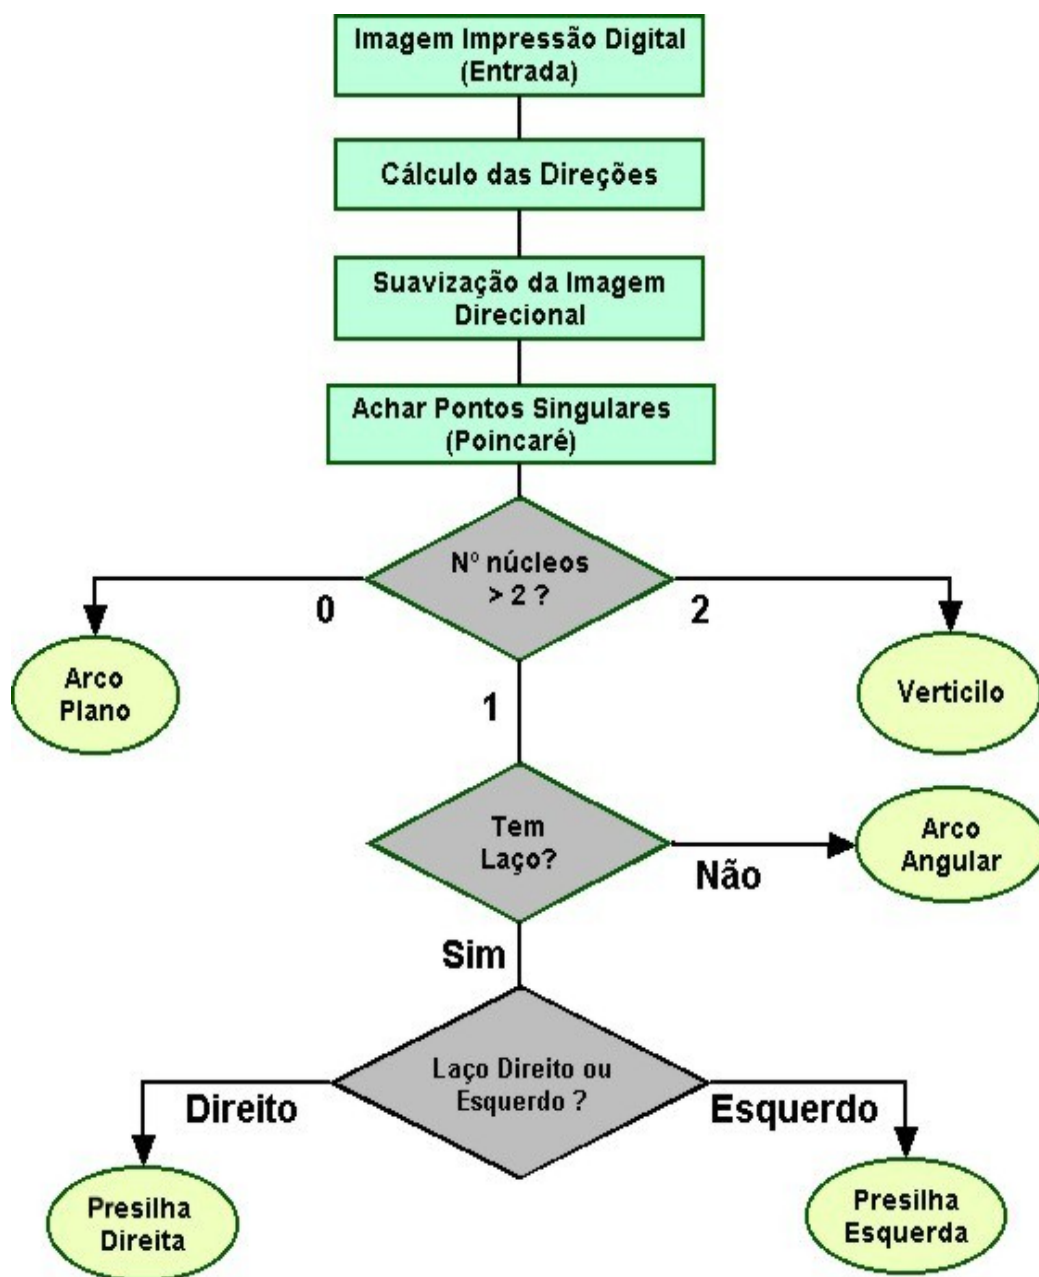 Imagem Impressão Digital
(Entrada)
Cálculo das Direções
Suavização da Imagem
Direcional
Achar Pontos Singulares
(Poincaré)
Nº núcleos
> 2 ?
0
2
Arco
Plano
1
Verticilo
Tem
Laço?
Não
Arco
Angular
Sim
Laço Direito ou
Esquerdo ?
Direito
Esquerdo
Presilha
Direita
Presilha
Esquerda